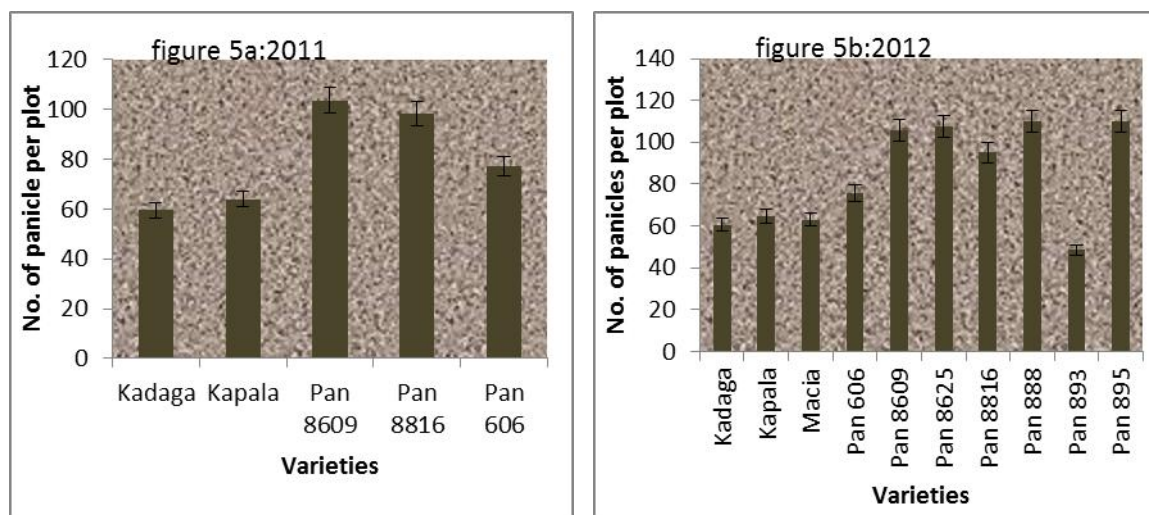 figure 5a:2011
No. of panicle per plot
120
100
80
60
40
20
0
Kadaga
Kapala
Pan
8609
Pan
8816
Pan
606
Varieties
figure 5b:2012
No. of panicles per plot
140
120
100
80
60
40
20
0
Kadaga
Kapala
Macia
Pan 606
Pan 8609
Pan 8625
Pan 8816
Pan 888
Pan 893
Pan 895
Varieties